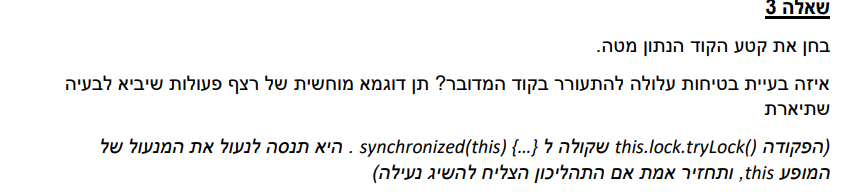 שאלה 3
בחן את קטע הקוד הנתון מטה.
איזה בעיית בטיחות עלולה להתעורר בקוד המדובר? תן דוגמא מוחשית של רצף פעולות שיביא לבעיה
שתיארת
(הפקודה this.lock.tryLock() שקולה ל synchronized(this) {...} . היא תנסה לנעול את המנעול של
המופע this, ותחזיר אמת אם התהליכון הצליח להשיג נעילה)